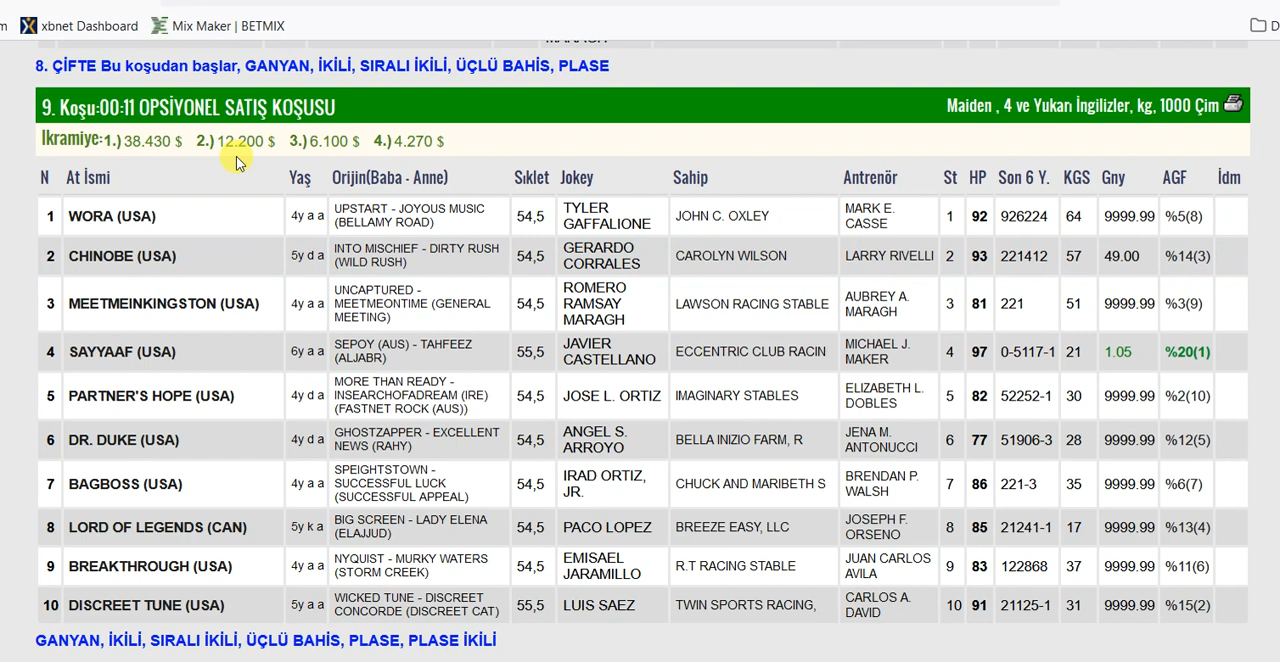 m xbnet Dashboard Mix Maker | BETMIX D
8. ÇİFTE Bu koşudan başlar, GANYAN, İKİLİ, SIRALI İKİLİ, ÜÇLÜ BAHİS, PLASE
9. Koşu:00:11 OPSİYONEL SATIŞ KOŞUSU Maiden , 4 ve Yukarı İngilizler, kg, 1000 Çim
Ikramiye:1.) 38.430 $ 2.) 12.200 $ 3.) 6.100 $ 4.) 4.270 $
N At İsmi Yaş Orijin(Baba - Anne) Sıklet Jokey Sahip Antrenör St HP Son 6 Y. KGS Gny AGF İdm
1 WORA (USA) 4y a a UPSTART - JOYOUS MUSIC (BELLAMY ROAD) 54,5 TYLER GAFFALIONE JOHN C. OXLEY MARK E. CASSE 1 92 926224 64 9999.99 %5(8)
2 CHINOBE (USA) 5y d a INTO MISCHIEF - DIRTY RUSH (WILD RUSH) 54,5 GERARDO CORRALES CAROLYN WILSON LARRY RIVELLI 2 93 221412 57 49.00 %14(3)
3 MEETMEINKINGSTON (USA) 4y a a UNCAPTURED - MEETMEONTIME (GENERAL MEETING) 54,5 ROMERO RAMSAY MARAGH LAWSON RACING STABLE AUBREY A. MARAGH 3 81 221 51 9999.99 %3(9)
4 SAYYAAF (USA) 6y a a SEPOY (AUS) - TAHFEEZ (ALJABR) 55,5 JAVIER CASTELLANO ECCENTRIC CLUB RACIN MICHAEL J. MAKER 4 97 0-5117-1 21 1.05 %20(1)
5 PARTNER'S HOPE (USA) 4y d a MORE THAN READY - INSEARCHOFADREAM (IRE) (FASTNET ROCK (AUS)) 54,5 JOSE L. ORTIZ IMAGINARY STABLES ELIZABETH L. DOBLES 5 82 52252-1 30 9999.99 %2(10)
6 DR. DUKE (USA) 4y d a GHOSTZAPPER - EXCELLENT NEWS (RAHY) 54,5 ANGEL S. ARROYO BELLA INIZIO FARM, R JENA M. ANTONUCCI 6 77 51906-3 28 9999.99 %12(5)
7 BAGBOSS (USA) 4y a a SPEIGHTSTOWN - SUCCESSFUL LUCK (SUCCESSFUL APPEAL) 54,5 IRAD ORTIZ, JR. CHUCK AND MARIBETH S BRENDAN P. WALSH 7 86 221-3 35 9999.99 %6(7)
8 LORD OF LEGENDS (CAN) 5y k a BIG SCREEN - LADY ELENA (ELAJJUD) 54,5 PACO LOPEZ BREEZE EASY, LLC JOSEPH F. ORSENO 8 85 21241-1 17 9999.99 %13(4)
9 BREAKTHROUGH (USA) 4y a a NYQUIST - MURKY WATERS (STORM CREEK) 54,5 EMISAEL JARAMILLO R.T RACING STABLE JUAN CARLOS AVILA 9 83 122868 37 9999.99 %11(6)
10 DISCREET TUNE (USA) 5y a a WICKED TUNE - DISCREET CONCORDE (DISCREET CAT) 55,5 LUIS SAEZ TWIN SPORTS RACING, CARLOS A. DAVID 10 91 21125-1 31 9999.99 %15(2)
GANYAN, İKİLİ, SIRALI İKİLİ, ÜÇLÜ BAHİS, PLASE, PLASE İKİLİ